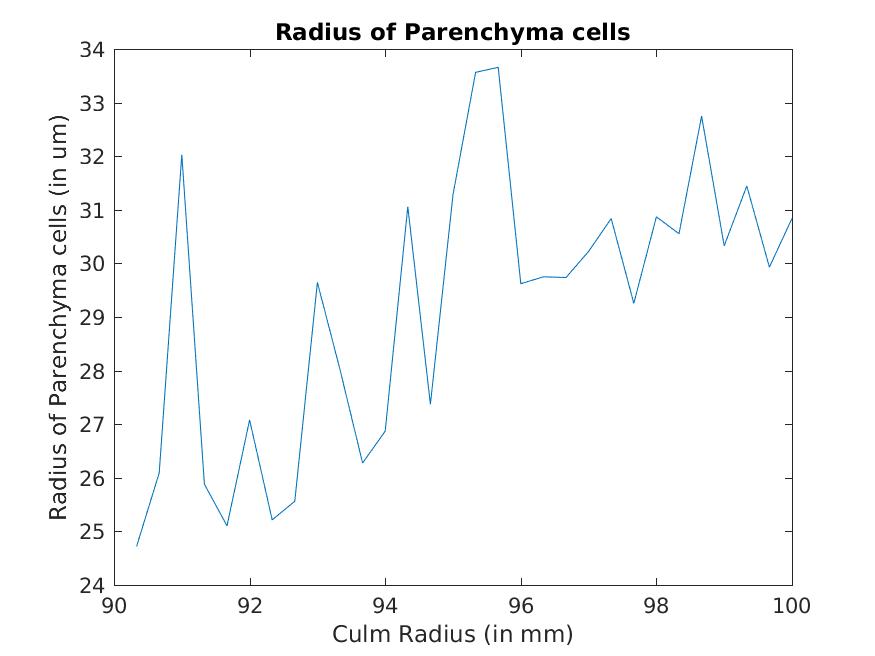 Radius of Parenchyma cells
34
33
32
31
30
29
28
27
26
25
24
Radius of Parenchyma cells (in um)
90 92 94 96 98 100
Culm Radius (in mm)